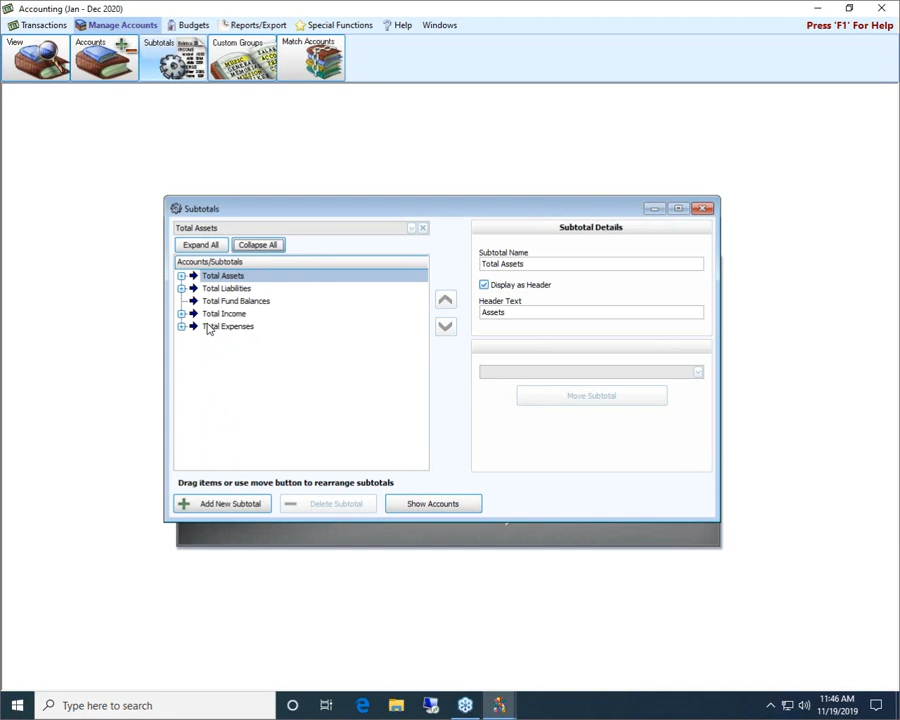 Accounting (Jan - Dec 2020)
Transactions Manage Accounts Budgets Reports/Export Special Functions Help Windows Press 'F1' For Help
View Accounts Subtotals Custom Groups Match Accounts
Subtotals
Total Assets
Expand All Collapse All
Accounts/Subtotals
Total Assets
Total Liabilities
Total Fund Balances
Total Income
Total Expenses
Subtotal Details
Subtotal Name
Total Assets
Display as Header
Header Text
Assets
Move Subtotal
Drag items or use move button to rearrange subtotals
Add New Subtotal Delete Subtotal Show Accounts
Type here to search
11:46 AM
11/19/2019